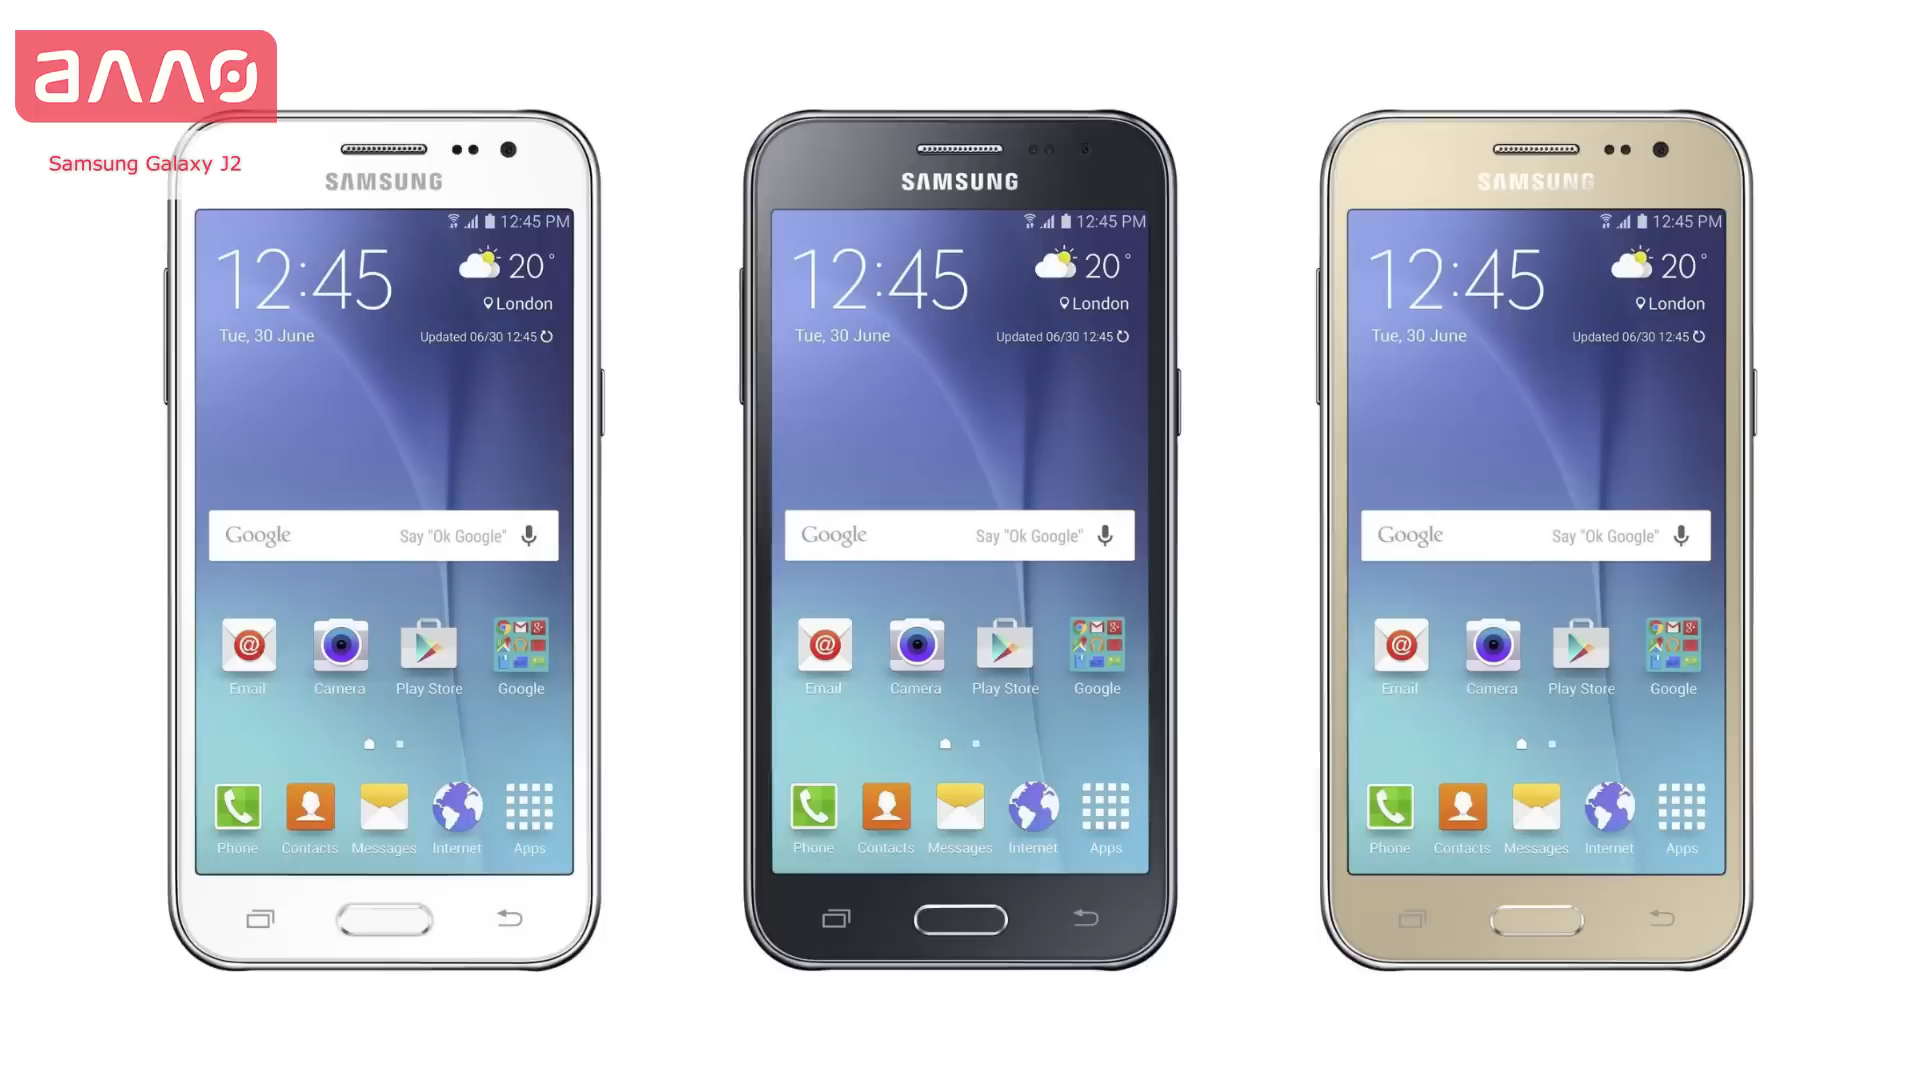 алло
Samsung Galaxy J2
SAMSUNG
12:45 PM
12:45
20°
London
Tue, 30 June
Updated 06/30 12:45
Google Say "Ok Google"
Email Camera Play Store Google
Phone Contacts Messages Internet Apps
SAMSUNG
12:45 PM
12:45
20°
London
Tue, 30 June
Updated 06/30 12:45
Google Say "Ok Google"
Email Camera Play Store Google
Phone Contacts Messages Internet Apps
SAMSUNG
12:45 PM
12:45
20°
London
Tue, 30 June
Updated 06/30 12:45
Google Say "Ok Google"
Email Camera Play Store Google
Phone Contacts Messages Internet Apps